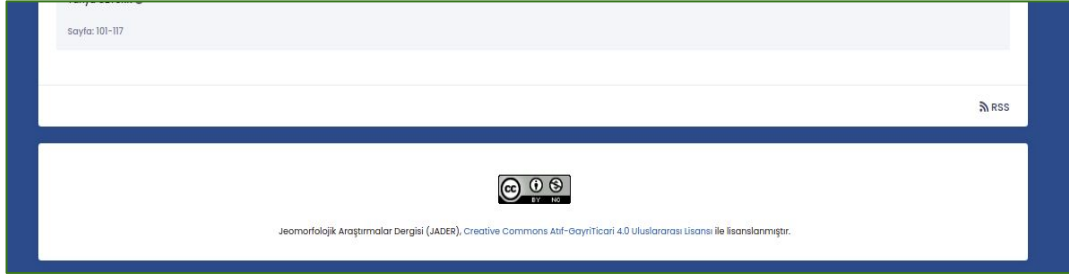 Sayfa: 101-117
RSS
cc
BY NC
Jeomorfolojik Araştırmalar Dergisi (JADER), Creative Commons Atıf-GayriTicari 4.0 Uluslararası Lisansı ile lisanslanmıştır.